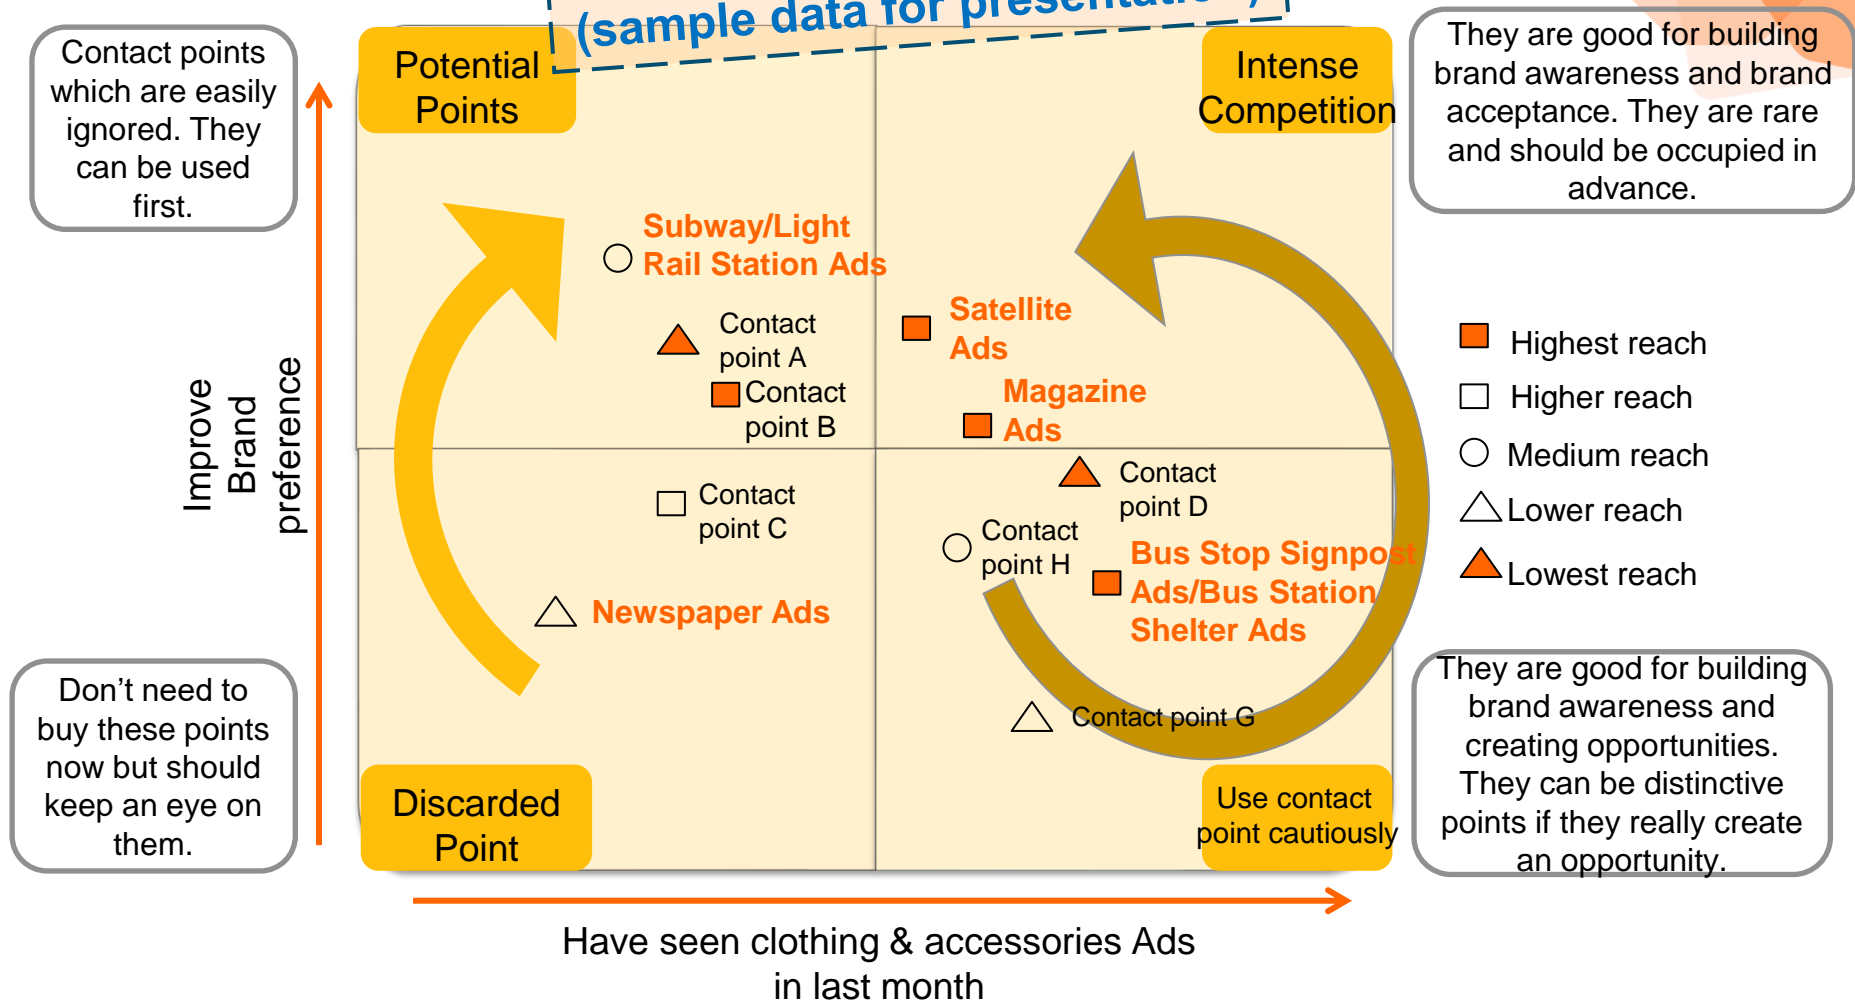 (sample data for presentation)
Contact points
which are easily
ignored. They
can be used
first.
Potential
Points
Intense
Competition
They are good for building
brand awareness and brand
acceptance. They are rare
and should be occupied in
advance.
Improve
Brand
preference
Subway/Light
Rail Station Ads
Contact
point A
Contact
point B
Satellite
Ads
Magazine
Ads
Highest reach
Higher reach
Medium reach
Lower reach
Lowest reach
Contact
point C
Newspaper Ads
Contact
point D
Contact
point H
Bus Stop Signpost
Ads/Bus Station
Shelter Ads
Contact point G
Don’t need to
buy these points
now but should
keep an eye on
them.
Discarded
Point
Use contact
point cautiously
They are good for building
brand awareness and
creating opportunities.
They can be distinctive
points if they really create
an opportunity.
Have seen clothing & accessories Ads
in last month